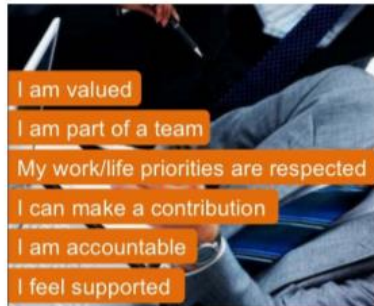 I am valued
I am part of a team
My work/life priorities are respected
I can make a contribution
I am accountable
I feel supported